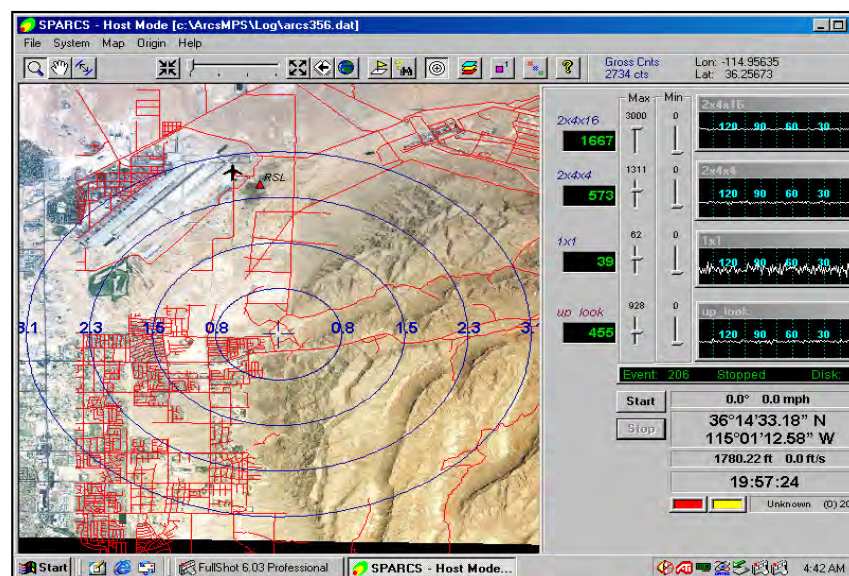 SPARCS - Host Mode [c:\ArcsMPS\Log\arcs356.dat]
File System Map Origin Help
Gross Cnts
2734 cts
Lon: -114.95635
Lat: 36.25673
Max Min
2x4x16
1667
3000 0
2x4x16
120 90 60 30
2x4x4
573
1311 0
2x4x4
120 90 60 30
1x1
39
62 0
1x1
120 90 60 30
up look
455
928 0
up_look
120 90 60 30
RSL
3.1 2.3 1.5 0.8 0.8 1.5 2.3 3.
Event: 206 Stopped Disk:
Start 0.0° 0.0 mph
Stop
36°14'33.18" N
115°01'12.58" W
1780.22 ft 0.0 ft/s
19:57:24
Unknown (0) 20
Start FullShot 6.03 Professional SPARCS - Host Mode... 4:42 AM